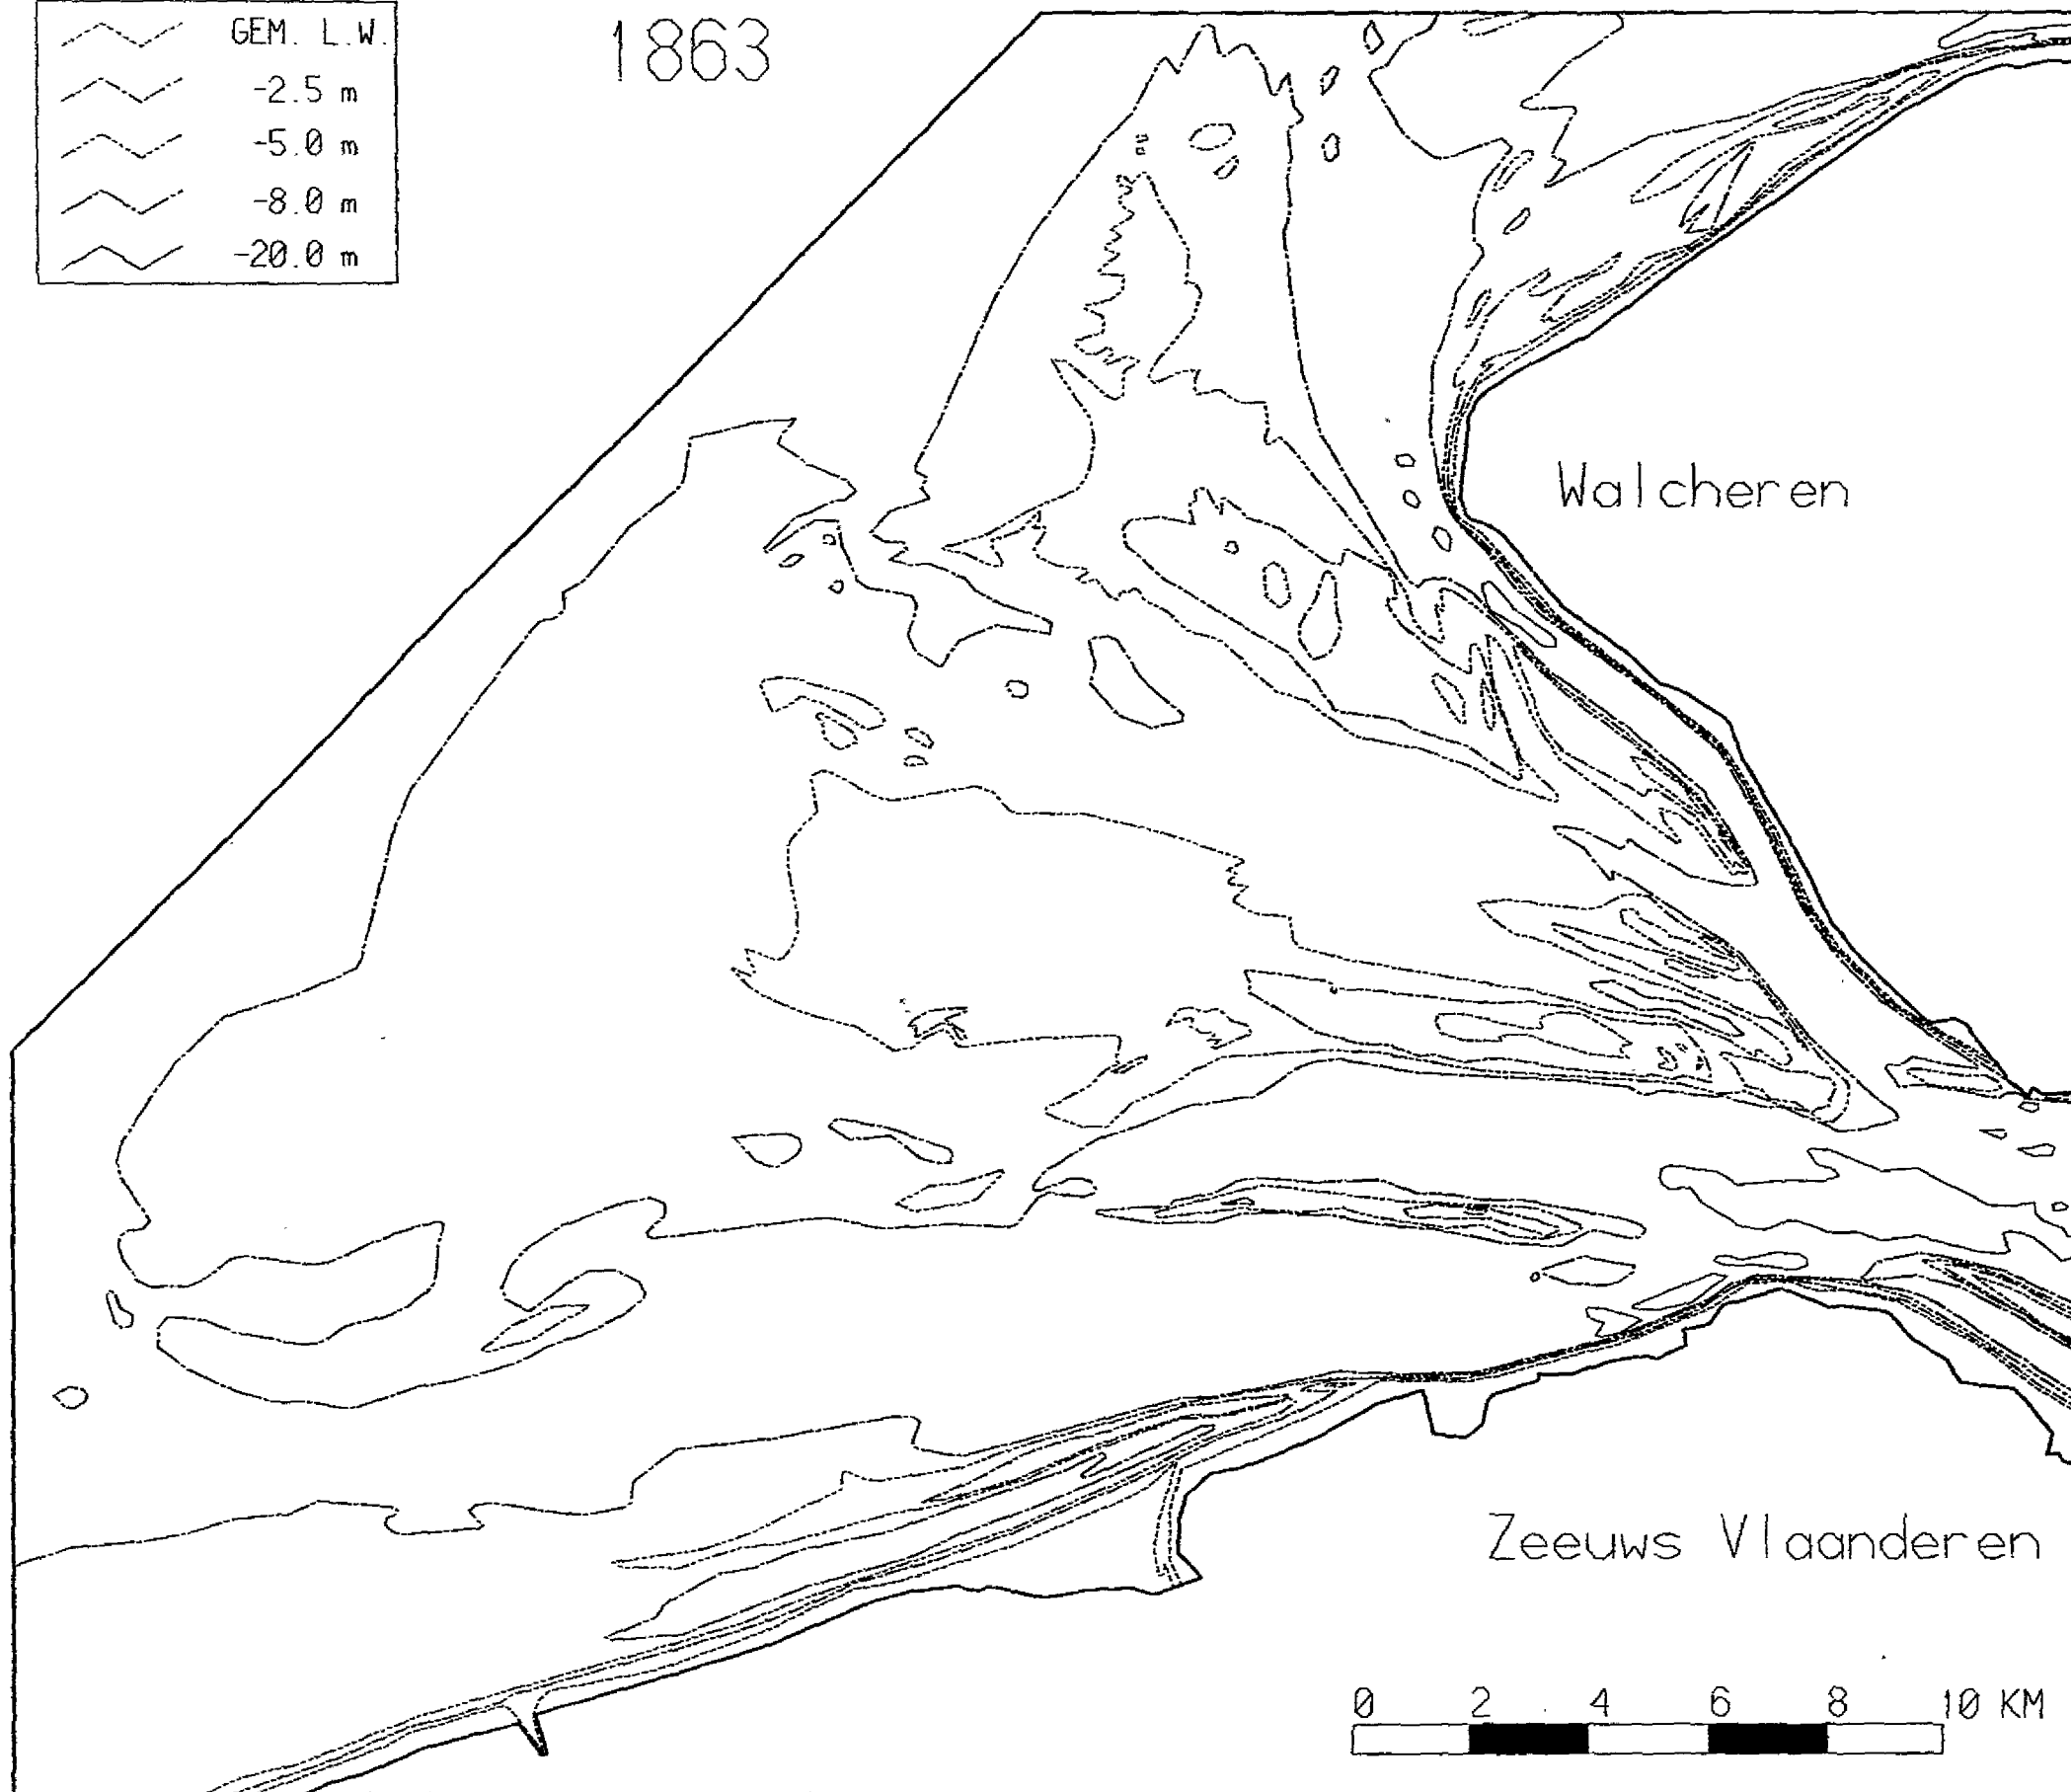 GEM. L.W.
-2.5 m
-5.0 m
-8.0 m
-20.0 m
1863
Walcheren
Zeeuws Vlaanderen
0 2 4 6 8 10 KM